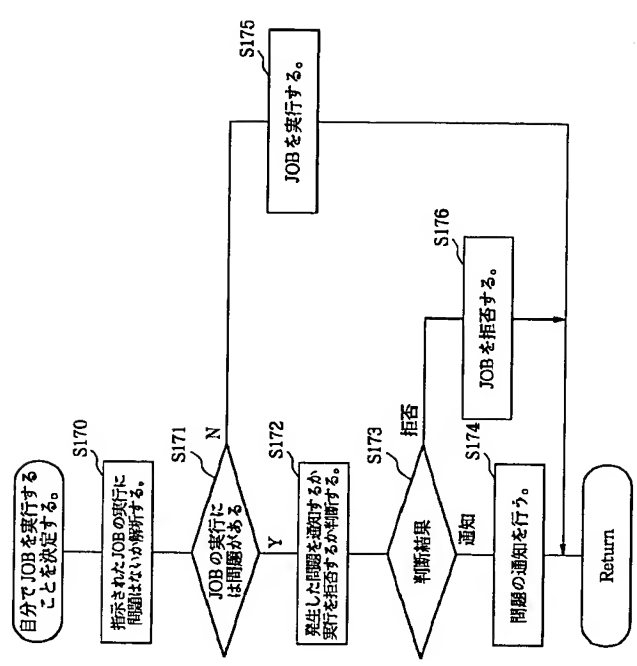 自分でJOBを実行する
ことを決定する。
S170
指示されたJOBの実行に
問題はないか解析する。
S171
JOBの実行に
は問題がある
N
Y
S175
JOBを実行する。
S172
発生した問題を通知するか
実行を拒否するか判断する。
S173
判断結果
拒否
通知
S176
JOBを拒否する。
S174
問題の通知を行う。
Return